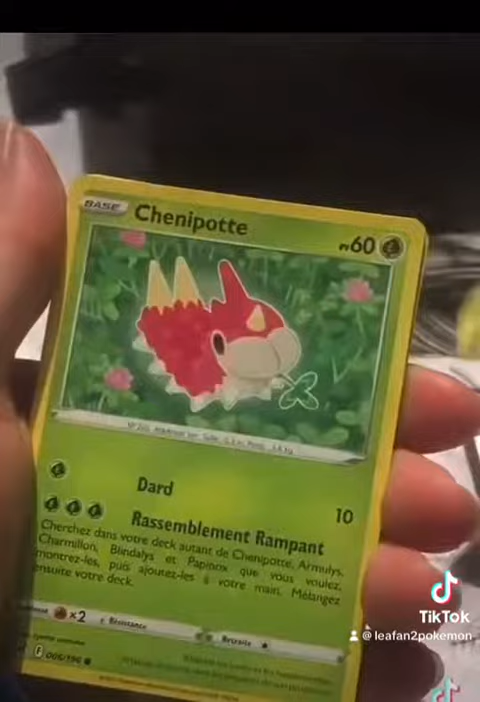 BASE Chenipotte PV60
Dard 10
Rassemblement Rampant
Cherchez dans votre deck autant de Chenipotte, Armulys,
Charmillon, Blindalys et Papinox que vous voulez,
montrez-les, puis ajoutez-les à votre main. Mélangez
ensuite votre deck.
×2 Résistance Retraite
006/196
TikTok
@leafan2pokemon